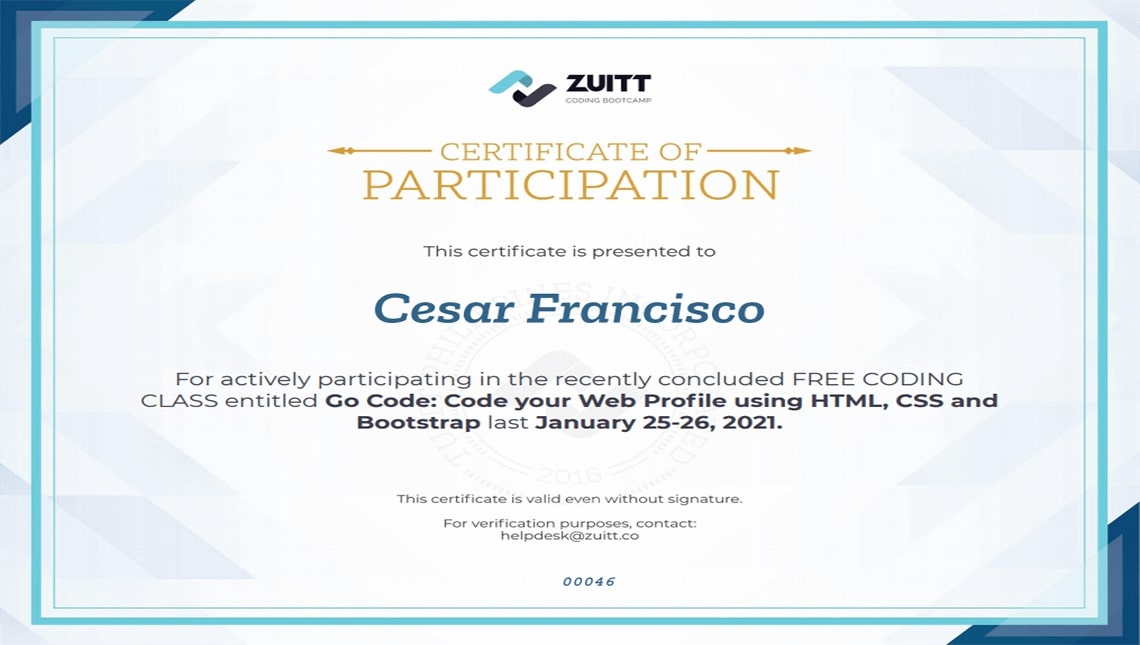 ZUITT
CODING BOOTCAMP
CERTIFICATE OF
PARTICIPATION
This certificate is presented to
Cesar Francisco
For actively participating in the recently concluded FREE CODING
CLASS entitled Go Code: Code your Web Profile using HTML, CSS and
Bootstrap last January 25-26, 2021.
2016
This certificate is valid even without signature.
For verification purposes, contact:
helpdesk@zuitt.co
00046